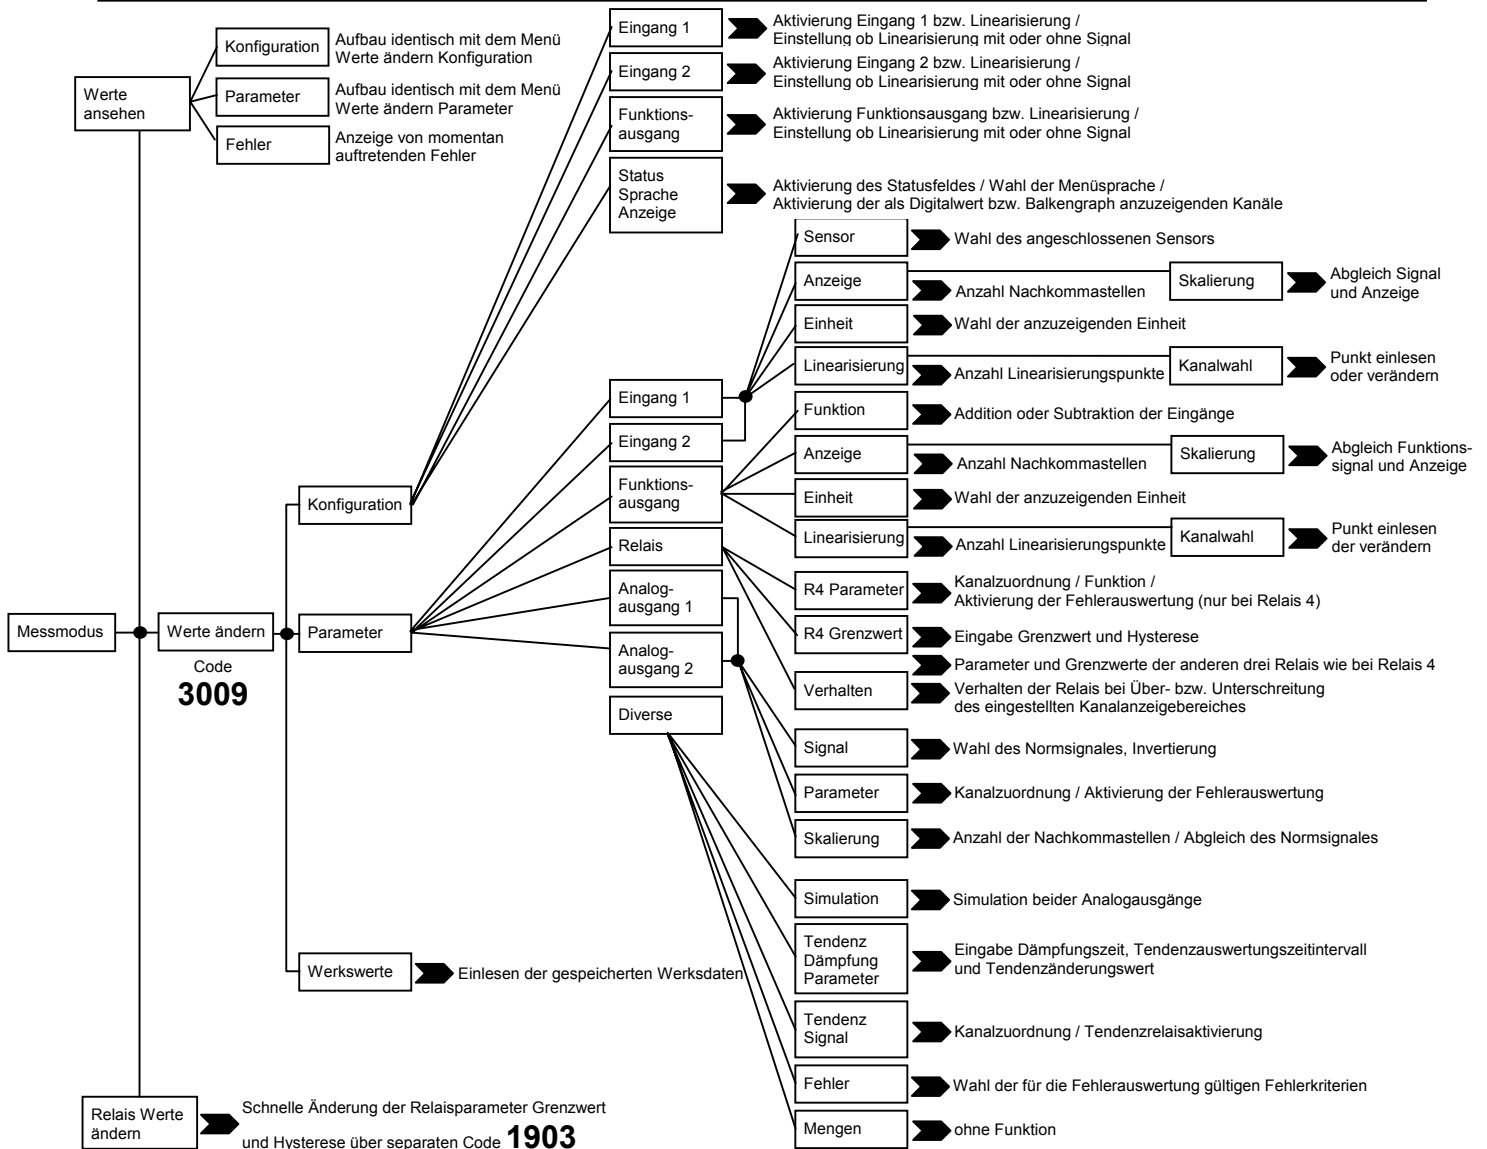 Werte
ansehen
Konfiguration
Aufbau identisch mit dem Menü
Werte ändern Konfiguration
Parameter
Aufbau identisch mit dem Menü
Werte ändern Parameter
Fehler
Anzeige von momentan
auftretenden Fehler
Eingang 1
Aktivierung Eingang 1 bzw. Linearisierung /
Einstellung ob Linearisierung mit oder ohne Signal
Eingang 2
Aktivierung Eingang 2 bzw. Linearisierung /
Einstellung ob Linearisierung mit oder ohne Signal
Funktions-
ausgang
Aktivierung Funktionsausgang bzw. Linearisierung /
Einstellung ob Linearisierung mit oder ohne Signal
Status
Sprache
Anzeige
Aktivierung des Statusfeldes / Wahl der Menüsprache /
Aktivierung der als Digitalwert bzw. Balkengraph anzuzeigenden Kanäle
Sensor
Wahl des angeschlossenen Sensors
Anzeige
Anzahl Nachkommastellen
Skalierung
Abgleich Signal
und Anzeige
Einheit
Wahl der anzuzeigenden Einheit
Linearisierung
Anzahl Linearisierungspunkte
Kanalwahl
Punkt einlesen
oder verändern
Eingang 1
Eingang 2
Funktions-
ausgang
Funktion
Addition oder Subtraktion der Eingänge
Anzeige
Anzahl Nachkommastellen
Skalierung
Abgleich Funktions-
signal und Anzeige
Einheit
Wahl der anzuzeigenden Einheit
Linearisierung
Anzahl Linearisierungspunkte
Kanalwahl
Punkt einlesen
der verändern
Konfiguration
Relais
Analog-
ausgang 1
Analog-
ausgang 2
Diverse
R4 Parameter
Kanalzuordnung / Funktion /
Aktivierung der Fehlerauswertung (nur bei Relais 4)
R4 Grenzwert
Eingabe Grenzwert und Hysterese
Parameter und Grenzwerte der anderen drei Relais wie bei Relais 4
Verhalten
Verhalten der Relais bei Über- bzw. Unterschreitung
des eingestellten Kanalanzeigebereiches
Messmodus
Werte ändern
Code
3009
Parameter
Signal
Wahl des Normsignales, Invertierung
Parameter
Kanalzuordnung / Aktivierung der Fehlerauswertung
Skalierung
Anzahl der Nachkommastellen / Abgleich des Normsignales
Simulation
Simulation beider Analogausgänge
Werkswerte
Einlesen der gespeicherten Werksdaten
Tendenz
Dämpfung
Parameter
Eingabe Dämpfungszeit, Tendenzauswertungszeitintervall
und Tendenzänderungswert
Tendenz
Signal
Kanalzuordnung / Tendenzrelaisaktivierung
Fehler
Wahl der für die Fehlerauswertung gültigen Fehlerkriterien
Mengen
ohne Funktion
Relais Werte
ändern
Schnelle Änderung der Relaisparameter Grenzwert
und Hysterese über separaten Code 1903